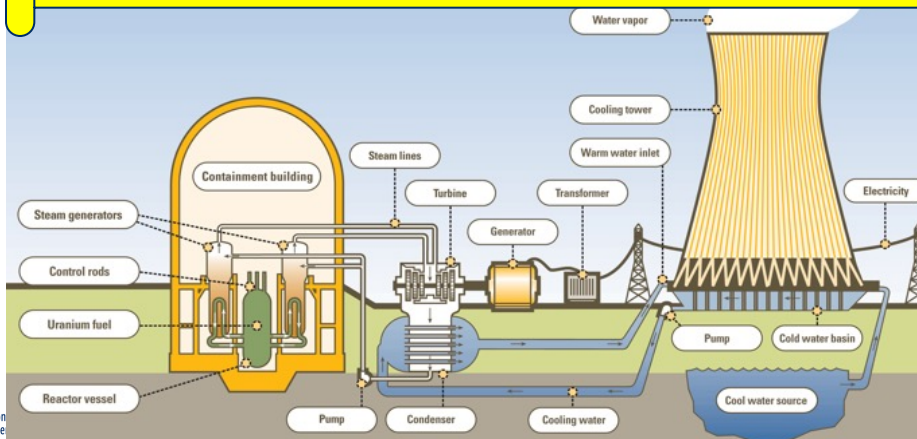 Water vapor
Cooling tower
Steam lines
Warm water inlet
Containment building
Turbine
Transformer
Electricity
Steam generators
Generator
Control rods
Uranium fuel
Pump
Cold water basin
Reactor vessel
Pump
Condenser
Cooling water
Cool water source